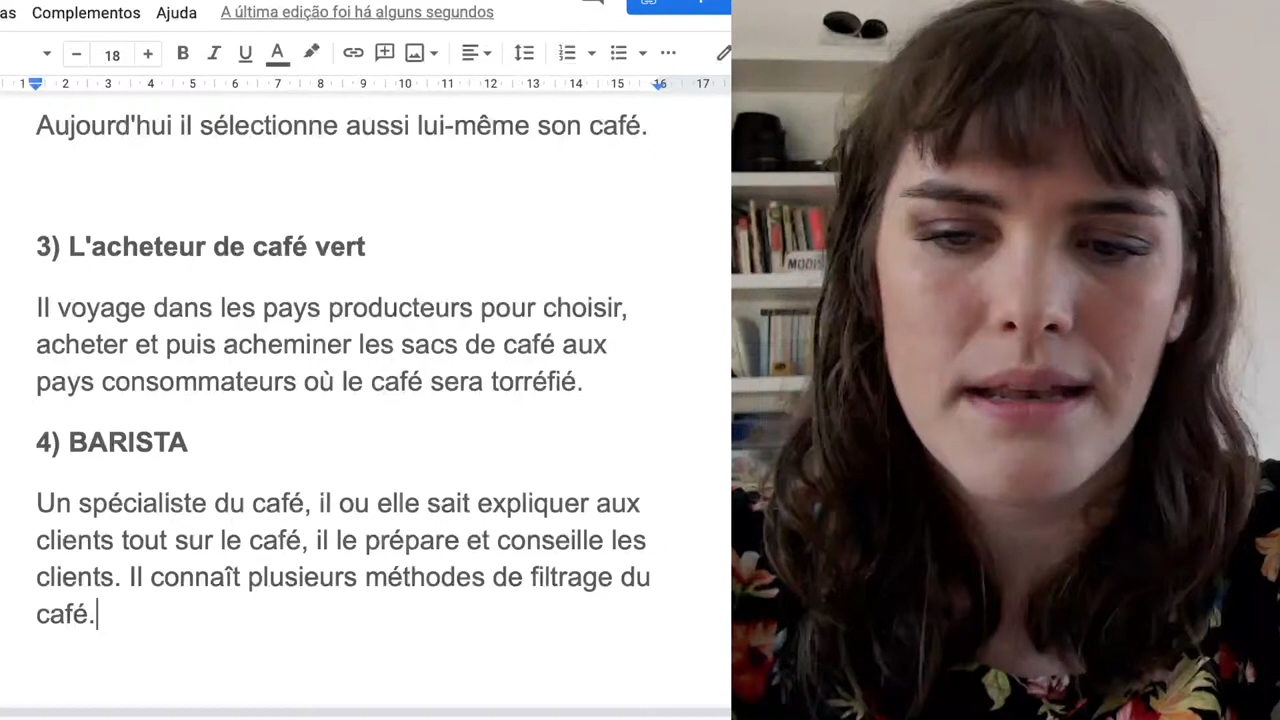 as Complementos Ajuda A última edição foi há alguns segundos
18 B I U A
1 2 3 4 5 6 7 8 9 10 11 12 13 14 15 16 17
Aujourd'hui il sélectionne aussi lui-même son café.
3) L'acheteur de café vert
Il voyage dans les pays producteurs pour choisir,
acheter et puis acheminer les sacs de café aux
pays consommateurs où le café sera torréfié.
4) BARISTA
Un spécialiste du café, il ou elle sait expliquer aux
clients tout sur le café, il le prépare et conseille les
clients. Il connaît plusieurs méthodes de filtrage du
café.
MODIS